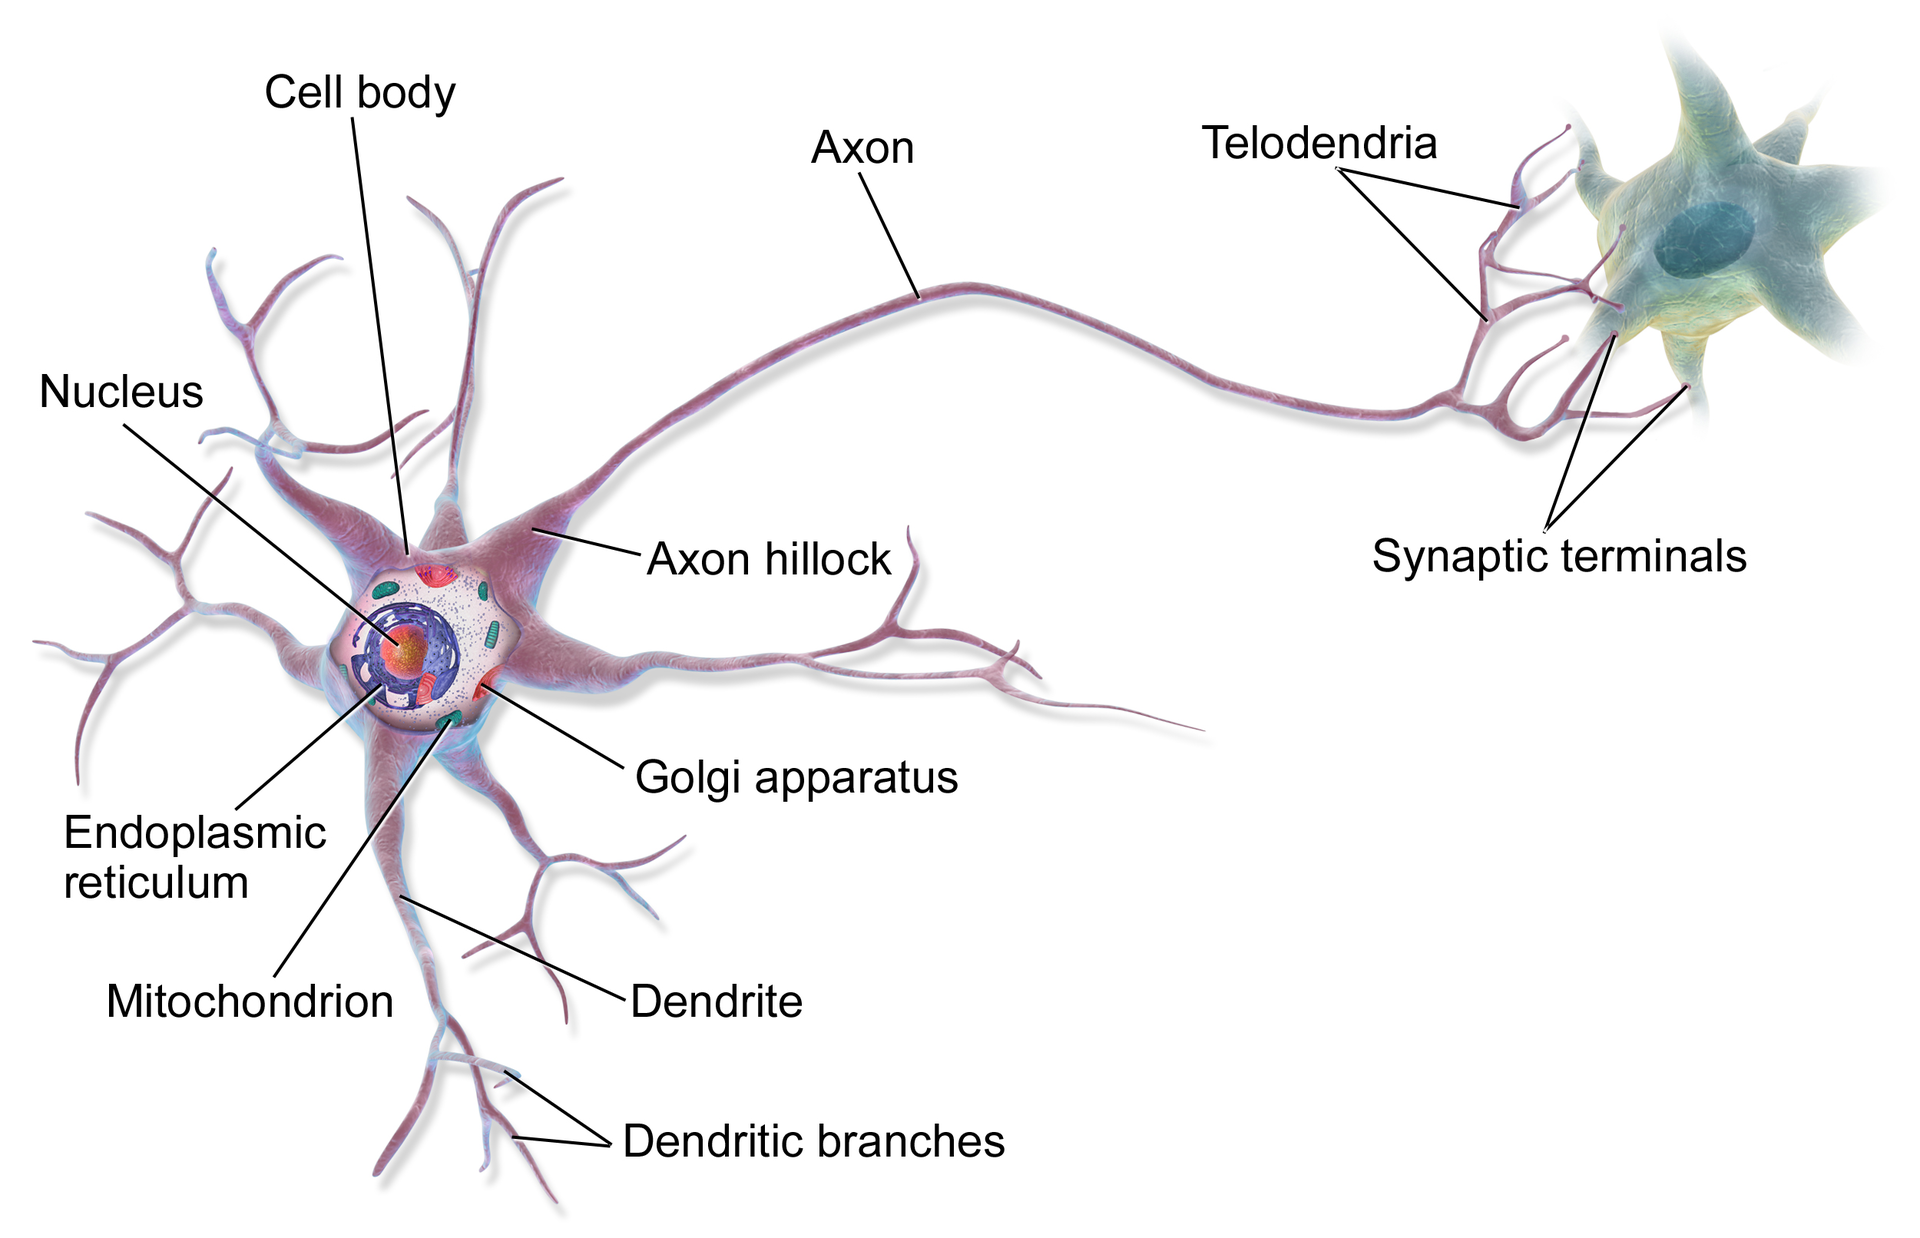 Cell body
Axon
Telodendria
Nucleus
Axon hillock
Synaptic terminals
Golgi apparatus
Endoplasmic
reticulum
Mitochondrion
Dendrite
Dendritic branches